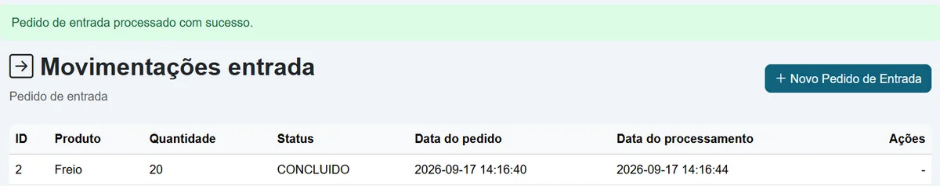 Pedido de entrada processado com sucesso.
Movimentações entrada
+ Novo Pedido de Entrada
Pedido de entrada
ID Produto Quantidade Status Data do pedido Data do processamento Ações
2 Freio 20 CONCLUIDO 2026-09-17 14:16:40 2026-09-17 14:16:44 -